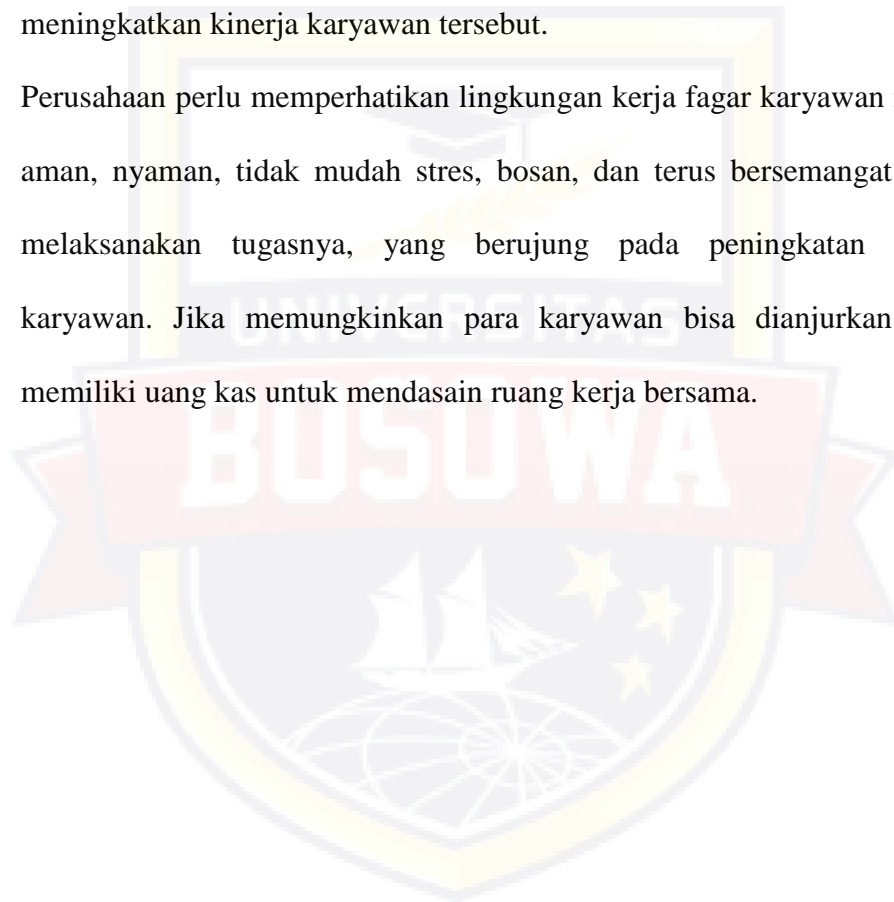 meningkatkan kinerja karyawan tersebut.
Perusahaan perlu memperhatikan lingkungan kerja fagar karyawan
aman, nyaman, tidak mudah stres, bosan, dan terus bersemangat
melaksanakan tugasnya, yang berujung pada peningkatan
karyawan. Jika memungkinkan para karyawan bisa dianjurkan
memiliki uang kas untuk mendasain ruang kerja bersama.
UNIVERSITAS
BOSOWA